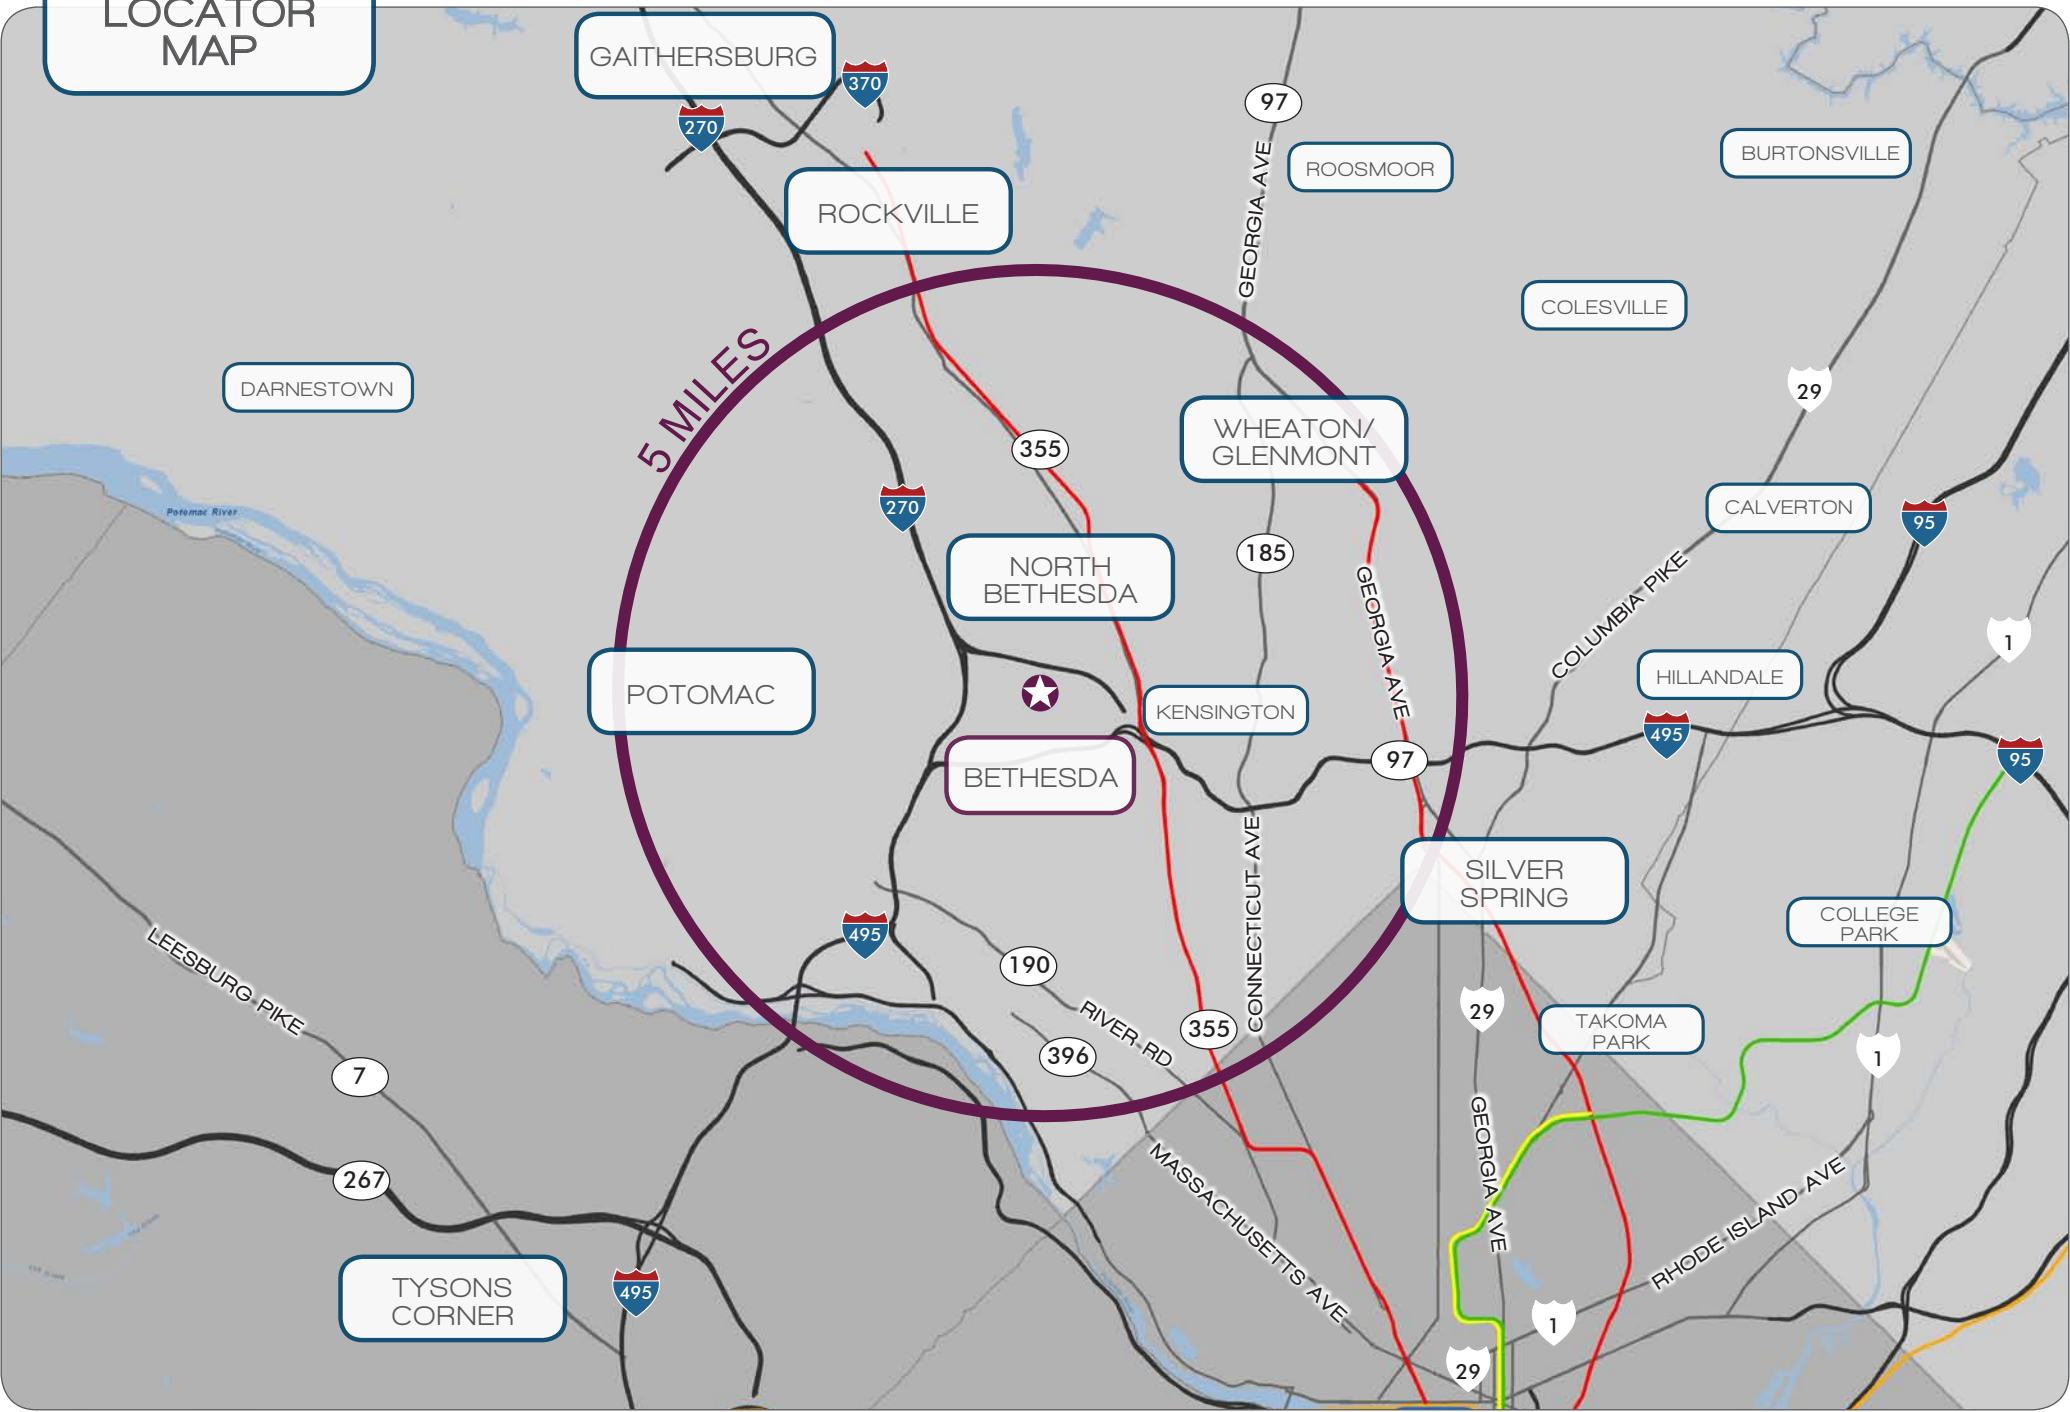 LOCATOR
MAP
GAITHERSBURG
370
270
97
GEORGIA AVE
ROOSMOOR
BURTONSVILLE
ROCKVILLE
COLESVILLE
5 MILES
DARNESTOWN
29
WHEATON/
GLENMONT
355
270
CALVERTON
95
Potomac River
185
NORTH
BETHESDA
GEORGIA AVE
COLUMBIA PIKE
1
HILLANDALE
POTOMAC
KENSINGTON
495
97
95
BETHESDA
CONNECTICUT AVE
SILVER
SPRING
COLLEGE
PARK
495
LEESBURG PIKE
190
29
RIVER RD
355
TAKOMA
PARK
396
1
7
GEORGIA AVE
267
MASSACHUSETTS AVE
RHODE ISLAND AVE
TYSONS
CORNER
495
1
29